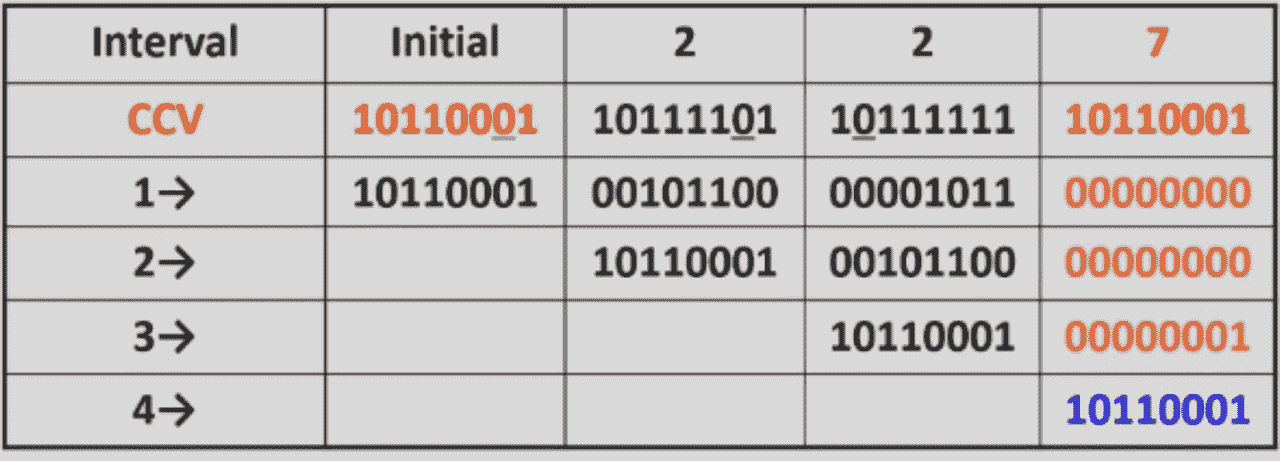 Interval Initial 2 2 7
CCV 10110001 10111101 10111111 10110001
1→ 10110001 00101100 00001011 00000000
2→ 10110001 00101100 00000000
3→ 10110001 00000001
4→ 10110001